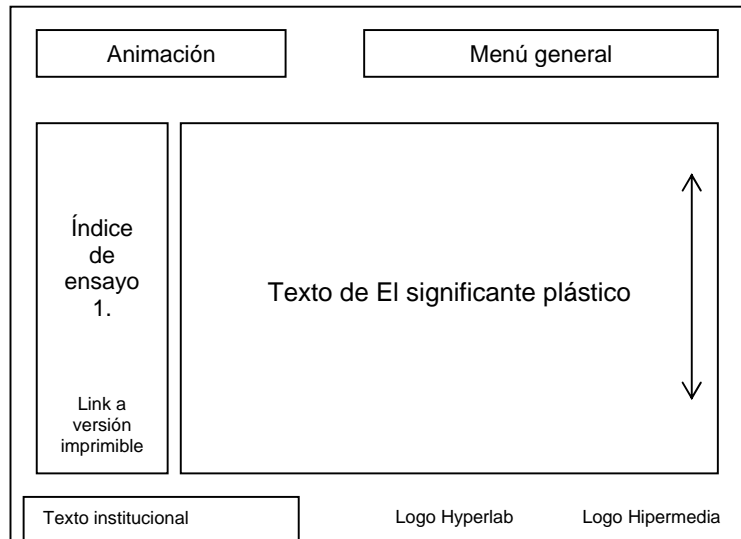 Animación
Menú general
Índice
de
ensayo
1.
Link a
versión
imprimible
Texto de El significante plástico
Texto institucional
Logo Hyperlab
Logo Hipermedia